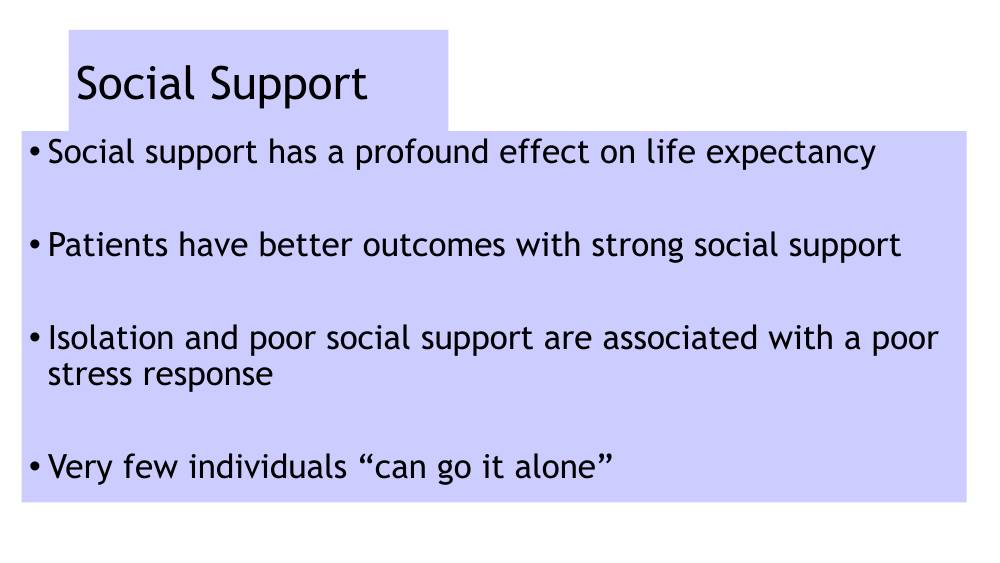 Social Support
• Social support has a profound effect on life expectancy
• Patients have better outcomes with strong social support
• Isolation and poor social support are associated with a poor
stress response
• Very few individuals “can go it alone”